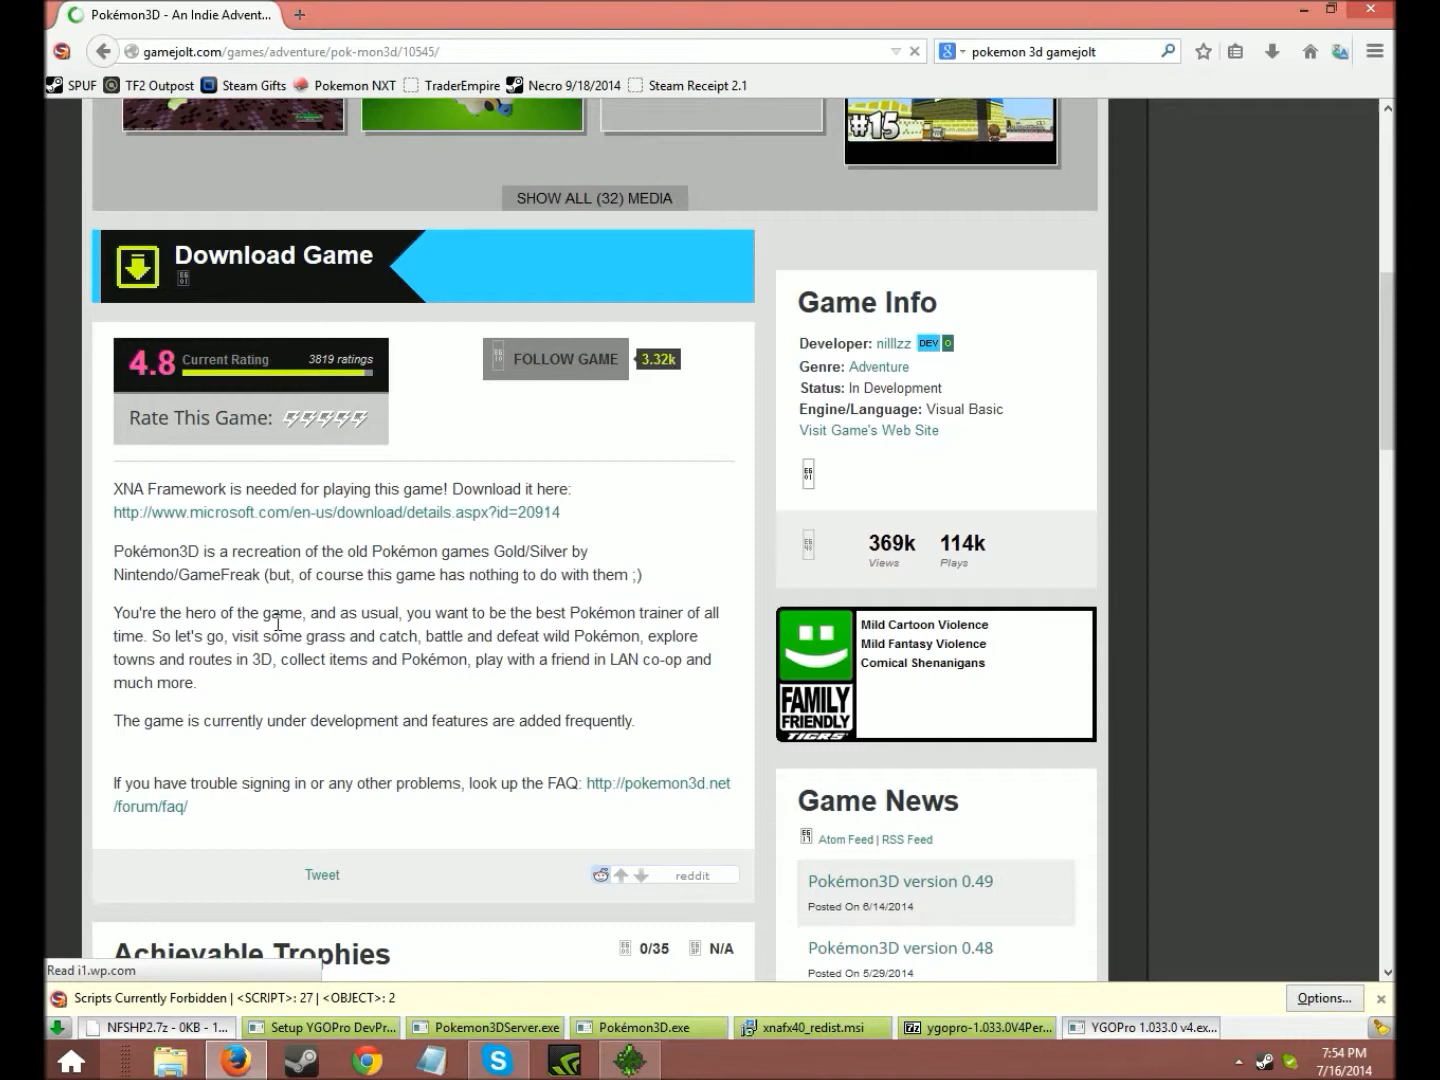 Pokémon3D - An Indie Advent...
gamejolt.com/games/adventure/pok-mon3d/10545/
pokemon 3d gamejolt
SPUF TF2 Outpost Steam Gifts Pokemon NXT TraderEmpire Necro 9/18/2014 Steam Receipt 2.1
#15
SHOW ALL (32) MEDIA
Download Game
4.8 Current Rating 3819 ratings
FOLLOW GAME 3.32k
Rate This Game:
XNA Framework is needed for playing this game! Download it here:
http://www.microsoft.com/en-us/download/details.aspx?id=20914
Pokémon3D is a recreation of the old Pokémon games Gold/Silver by
Nintendo/GameFreak (but, of course this game has nothing to do with them ;)
You're the hero of the game, and as usual, you want to be the best Pokémon trainer of all
time. So let's go, visit some grass and catch, battle and defeat wild Pokémon, explore
towns and routes in 3D, collect items and Pokémon, play with a friend in LAN co-op and
much more.
The game is currently under development and features are added frequently.
If you have trouble signing in or any other problems, look up the FAQ: http://pokemon3d.net
/forum/faq/
Tweet
reddit
Achievable Trophies 0/35 N/A
Game Info
Developer: nilllzz DEV 0
Genre: Adventure
Status: In Development
Engine/Language: Visual Basic
Visit Game's Web Site
369k 114k
Views Plays
Mild Cartoon Violence
Mild Fantasy Violence
Comical Shenanigans
FAMILY
FRIENDLY
TIGRS
Game News
Atom Feed | RSS Feed
Pokémon3D version 0.49
Posted On 6/14/2014
Pokémon3D version 0.48
Posted On 5/29/2014
Read i1.wp.com
Scripts Currently Forbidden | <SCRIPT>: 27 | <OBJECT>: 2
Options...
NFSHP2.7z - 0KB - 1... Setup YGOPro DevPr... Pokemon3DServer.exe Pokémon3D.exe xnafx40_redist.msi ygopro-1.033.0V4Per... YGOPro 1.033.0 v4.ex...
7:54 PM
7/16/2014